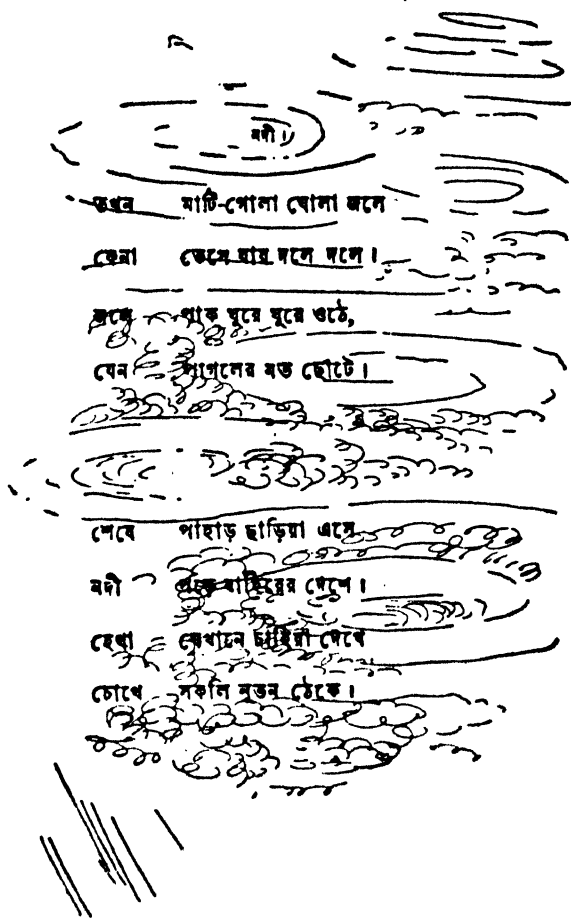 নদী।
তখন মাটি-গোলা ঘোলা জলে
ফেনা ভেসে যায় দলে দলে।
জলে পাক ঘুরে ঘুরে ওঠে,
যেন পাগলের মত ছোটে।
শেষে পাহাড় ছাড়িয়া এসে
নদী পড়ে বাহিরের দেশে।
হেথা যেখানে চাহিয়া দেখে
চোখে সকলি নূতন ঠেকে।